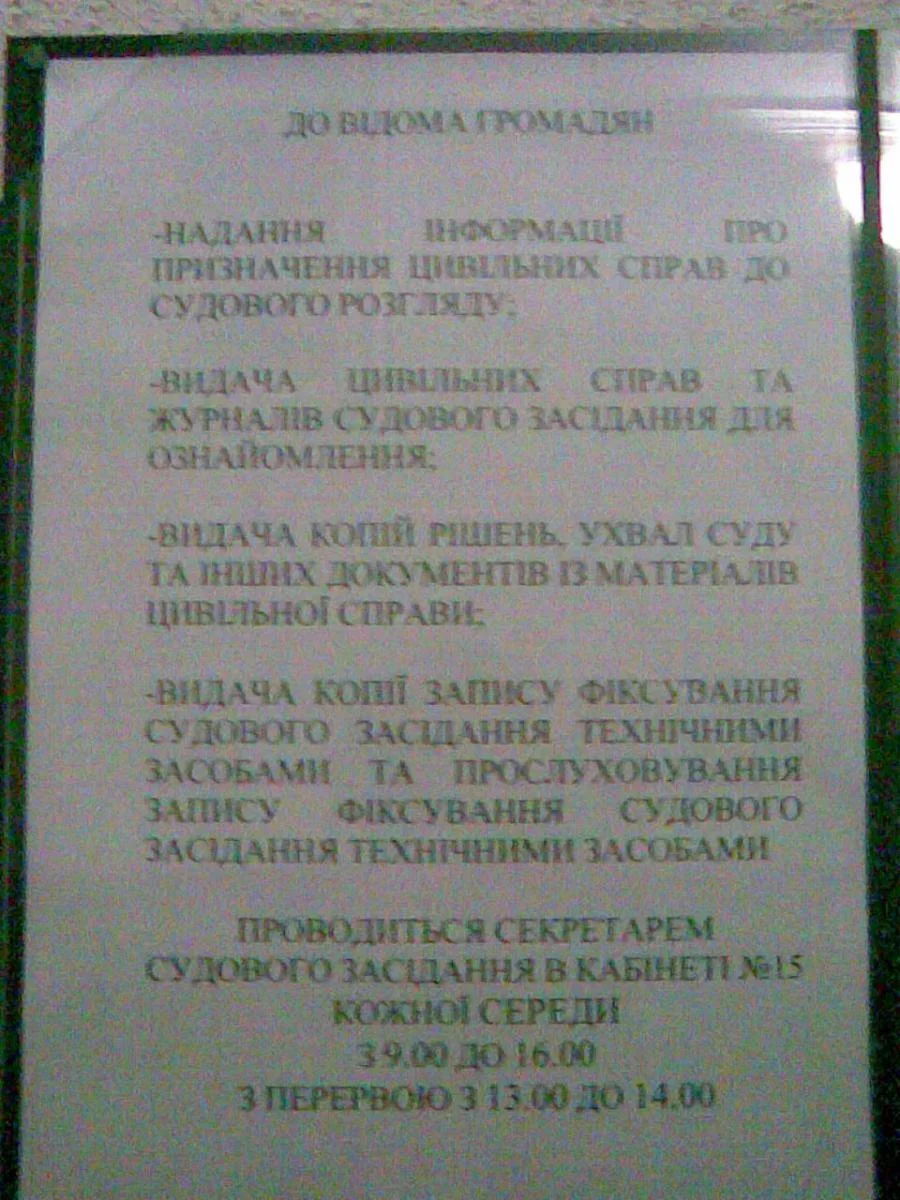 ДО ВІДОМА ГРОМАДЯН
-НАДАННЯ ІНФОРМАЦІЇ ПРО
ПРИЗНАЧЕННЯ ЦИВІЛЬНИХ СПРАВ ДО
СУДОВОГО РОЗГЛЯДУ;
-ВИДАЧА ЦИВІЛЬНИХ СПРАВ ТА
ЖУРНАЛІВ СУДОВОГО ЗАСІДАННЯ ДЛЯ
ОЗНАЙОМЛЕННЯ;
-ВИДАЧА КОПІЙ РІШЕНЬ, УХВАЛ СУДУ
ТА ІНШИХ ДОКУМЕНТІВ ІЗ МАТЕРІАЛІВ
ЦИВІЛЬНОЇ СПРАВИ;
-ВИДАЧА КОПІЇ ЗАПИСУ ФІКСУВАННЯ
СУДОВОГО ЗАСІДАННЯ ТЕХНІЧНИМИ
ЗАСОБАМИ ТА ПРОСЛУХОВУВАННЯ
ЗАПИСУ ФІКСУВАННЯ СУДОВОГО
ЗАСІДАННЯ ТЕХНІЧНИМИ ЗАСОБАМИ
ПРОВОДИТЬСЯ СЕКРЕТАРЕМ
СУДОВОГО ЗАСІДАННЯ В КАБІНЕТІ №15
КОЖНОЇ СЕРЕДИ
З 9.00 ДО 16.00
З ПЕРЕРВОЮ З 13.00 ДО 14.00